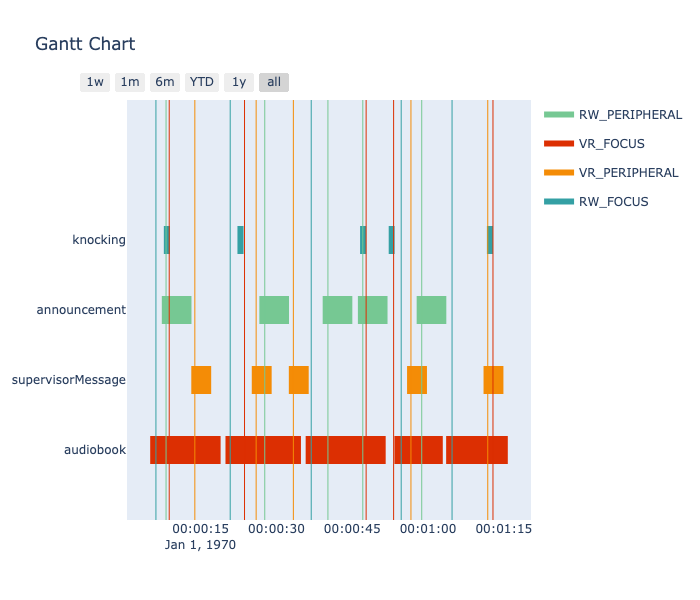 Gantt Chart
1w 1m 6m YTD 1y all
RW_PERIPHERAL
VR_FOCUS
VR_PERIPHERAL
RW_FOCUS
knocking
announcement
supervisorMessage
audiobook
00:00:15 00:00:30 00:00:45 00:01:00 00:01:15
Jan 1, 1970